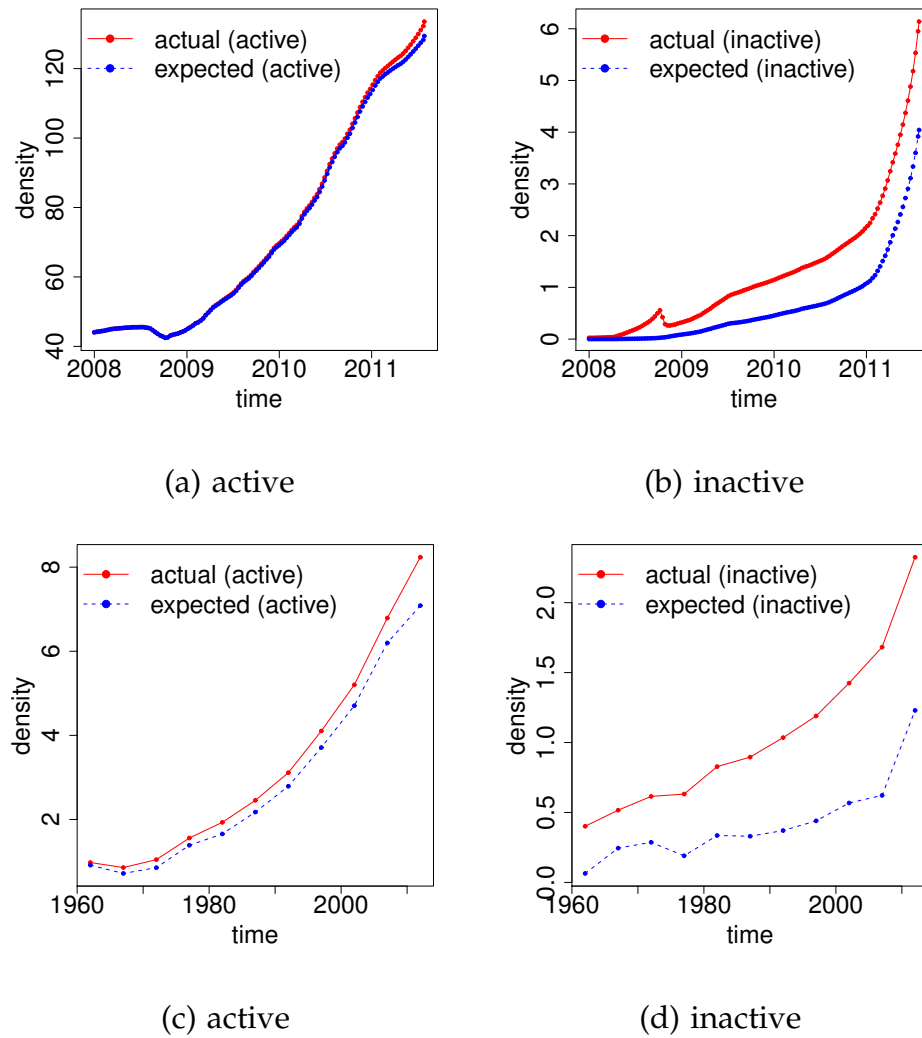 actual (active)
expected (active)
density
40 60 80 100 120
2008 2009 2010 2011
time
(a) active
actual (inactive)
expected (inactive)
density
0 1 2 3 4 5 6
2008 2009 2010 2011
time
(b) inactive
actual (active)
expected (active)
density
2 4 6 8
1960 1980 2000
time
(c) active
actual (inactive)
expected (inactive)
density
0.0 0.5 1.0 1.5 2.0
1960 1980 2000
time
(d) inactive